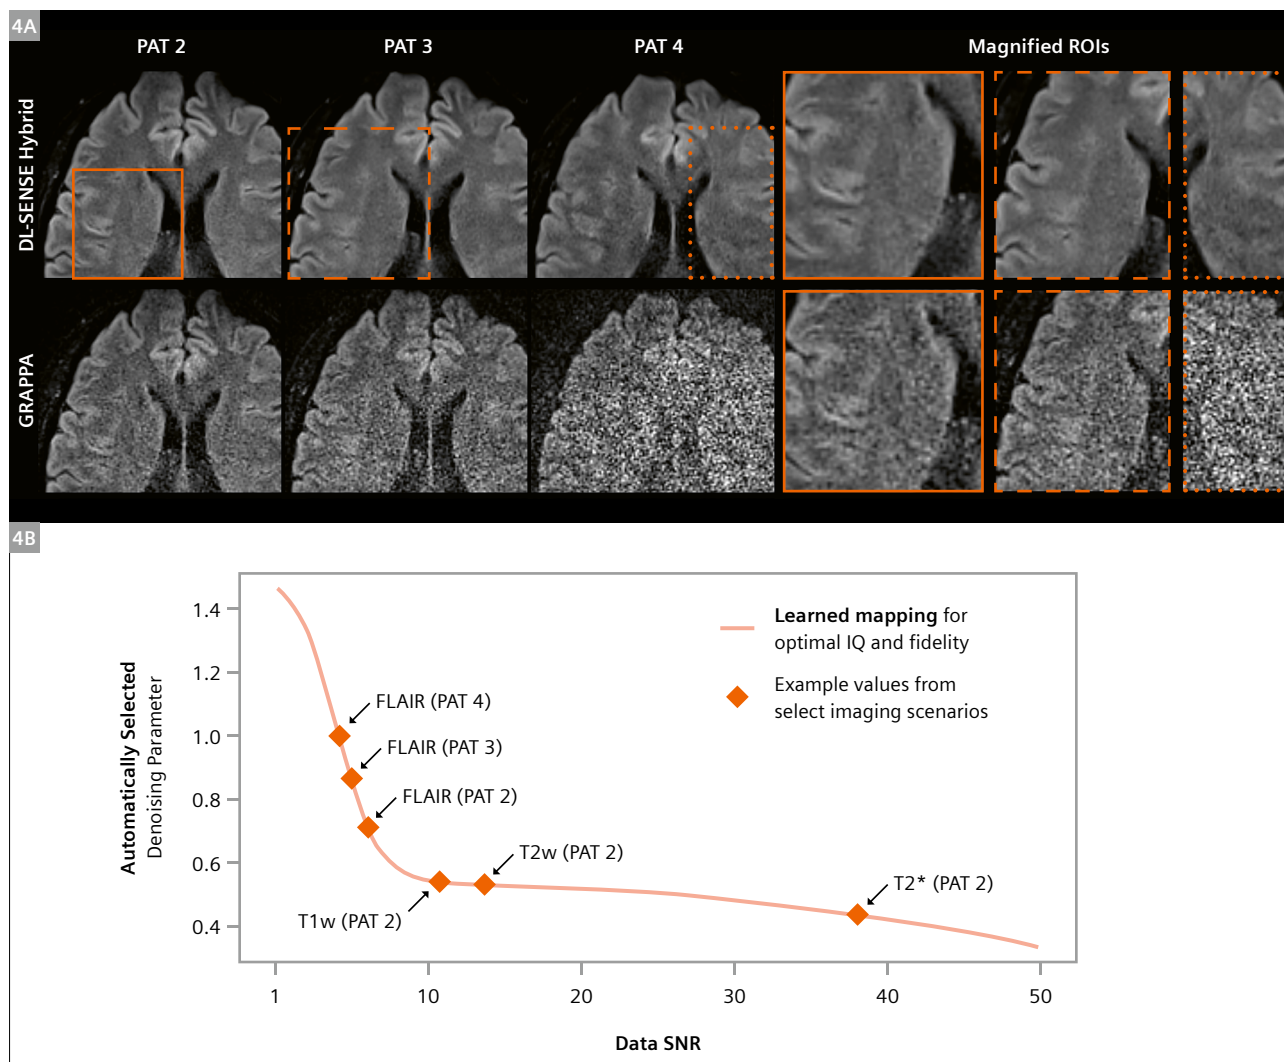 4A
PAT 2
PAT 3
PAT 4
Magnified ROIs
DL-SENSE Hybrid
GRAPPA
4B
Automatically Selected
Denoising Parameter
1.4
1.2
1.0
0.8
0.6
0.4
Learned mapping for
optimal IQ and fidelity
Example values from
select imaging scenarios
FLAIR (PAT 4)
FLAIR (PAT 3)
FLAIR (PAT 2)
T2w (PAT 2)
T1w (PAT 2)
T2* (PAT 2)
1
10
20
30
40
50
Data SNR